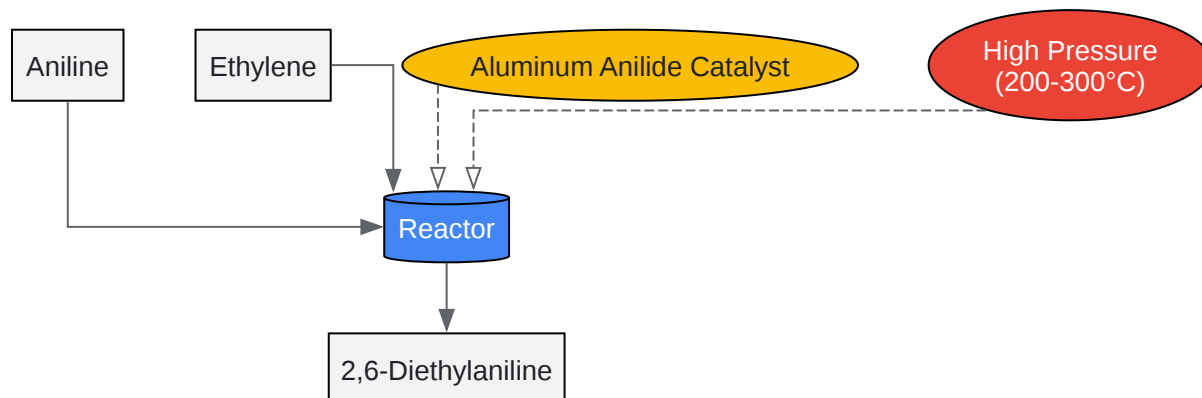 Aniline
Ethylene
Aluminum Anilide Catalyst
High Pressure
(200-300°C)
Reactor
2,6-Diethylaniline